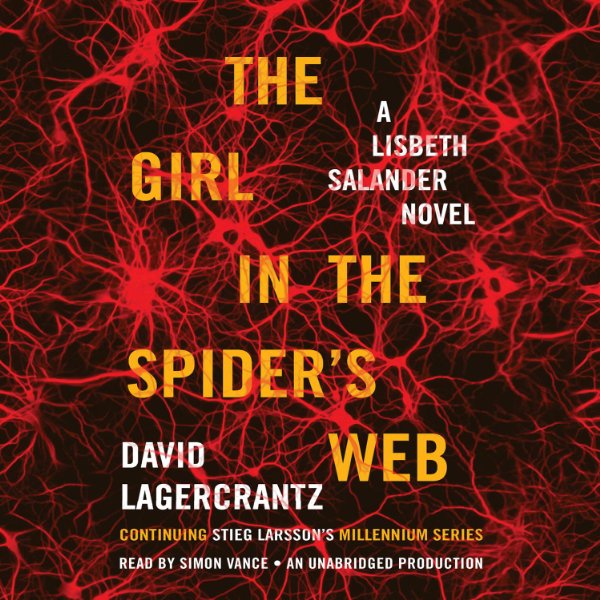 THE
GIRL
IN THE
SPIDER'S
WEB
A
LISBETH
SALANDER
NOVEL
DAVID
LAGERCRANTZ
CONTINUING STIEG LARSSON'S MILLENNIUM SERIES
READ BY SIMON VANCE • AN UNABRIDGED PRODUCTION